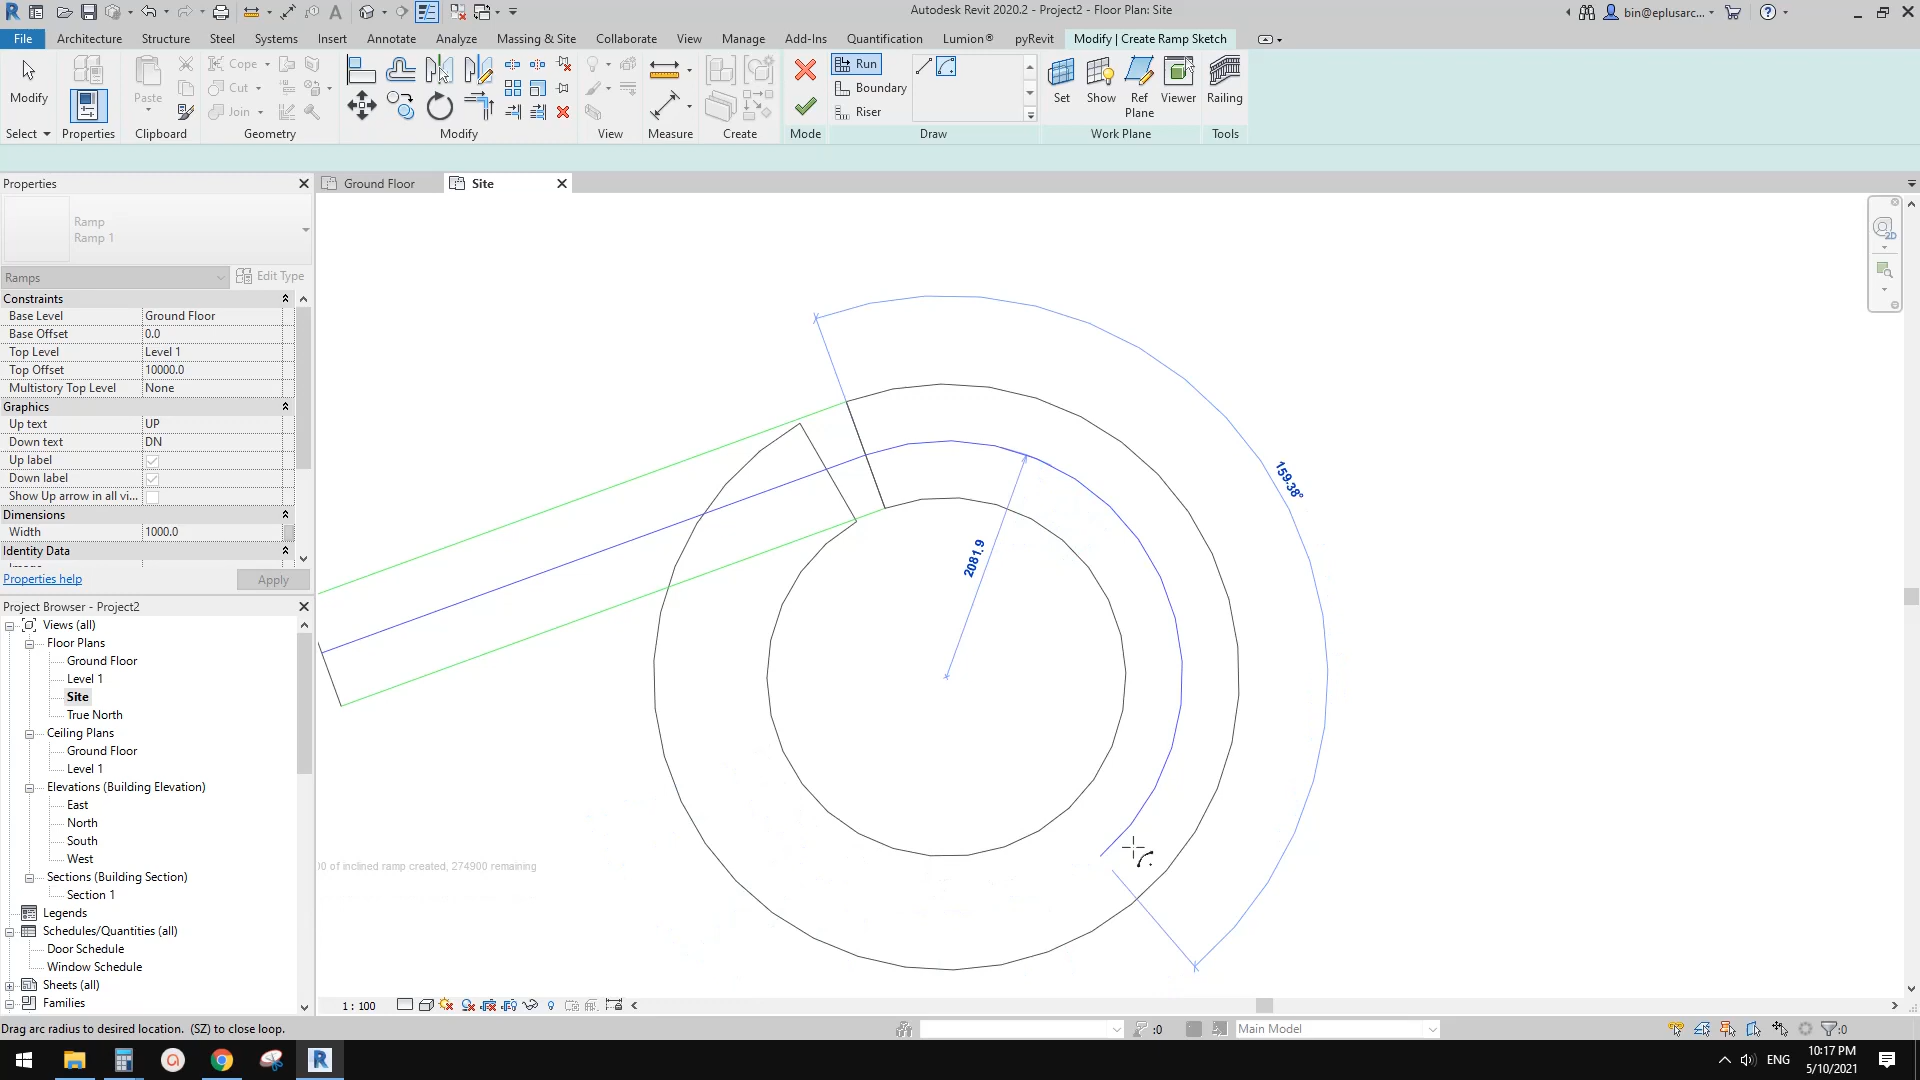 Autodesk Revit 2020.2 - Project2 - Floor Plan: Site
bin@eplusarc...
File Architecture Structure Steel Systems Insert Annotate Analyze Massing & Site Collaborate View Manage Add-Ins Quantification Lumion® pyRevit Modify | Create Ramp Sketch
Modify
Select
Properties
Paste
Clipboard
Cope
Cut
Join
Geometry
Modify
View
Measure
Create
Mode
Run
Boundary
Riser
Draw
Set
Show
Ref
Plane
Viewer
Work Plane
Railing
Tools
Properties
Ground Floor
Site
Ramp
Ramp 1
Ramps
Edit Type
Constraints
Base Level Ground Floor
Base Offset 0.0
Top Level Level 1
Top Offset 10000.0
Multistory Top Level None
Graphics
Up text UP
Down text DN
Up label
Down label
Show Up arrow in all vi...
Dimensions
Width 1000.0
Identity Data
Properties help
Apply
Project Browser - Project2
Views (all)
Floor Plans
Ground Floor
Level 1
Site
True North
Ceiling Plans
Ground Floor
Level 1
Elevations (Building Elevation)
East
North
South
West
Sections (Building Section)
Section 1
Legends
Schedules/Quantities (all)
Door Schedule
Window Schedule
Sheets (all)
Families
159.38°
2081.9
00 of inclined ramp created, 274900 remaining
1 : 100
Drag arc radius to desired location. (SZ) to close loop.
:0
Main Model
:0
ENG
10:17 PM
5/10/2021